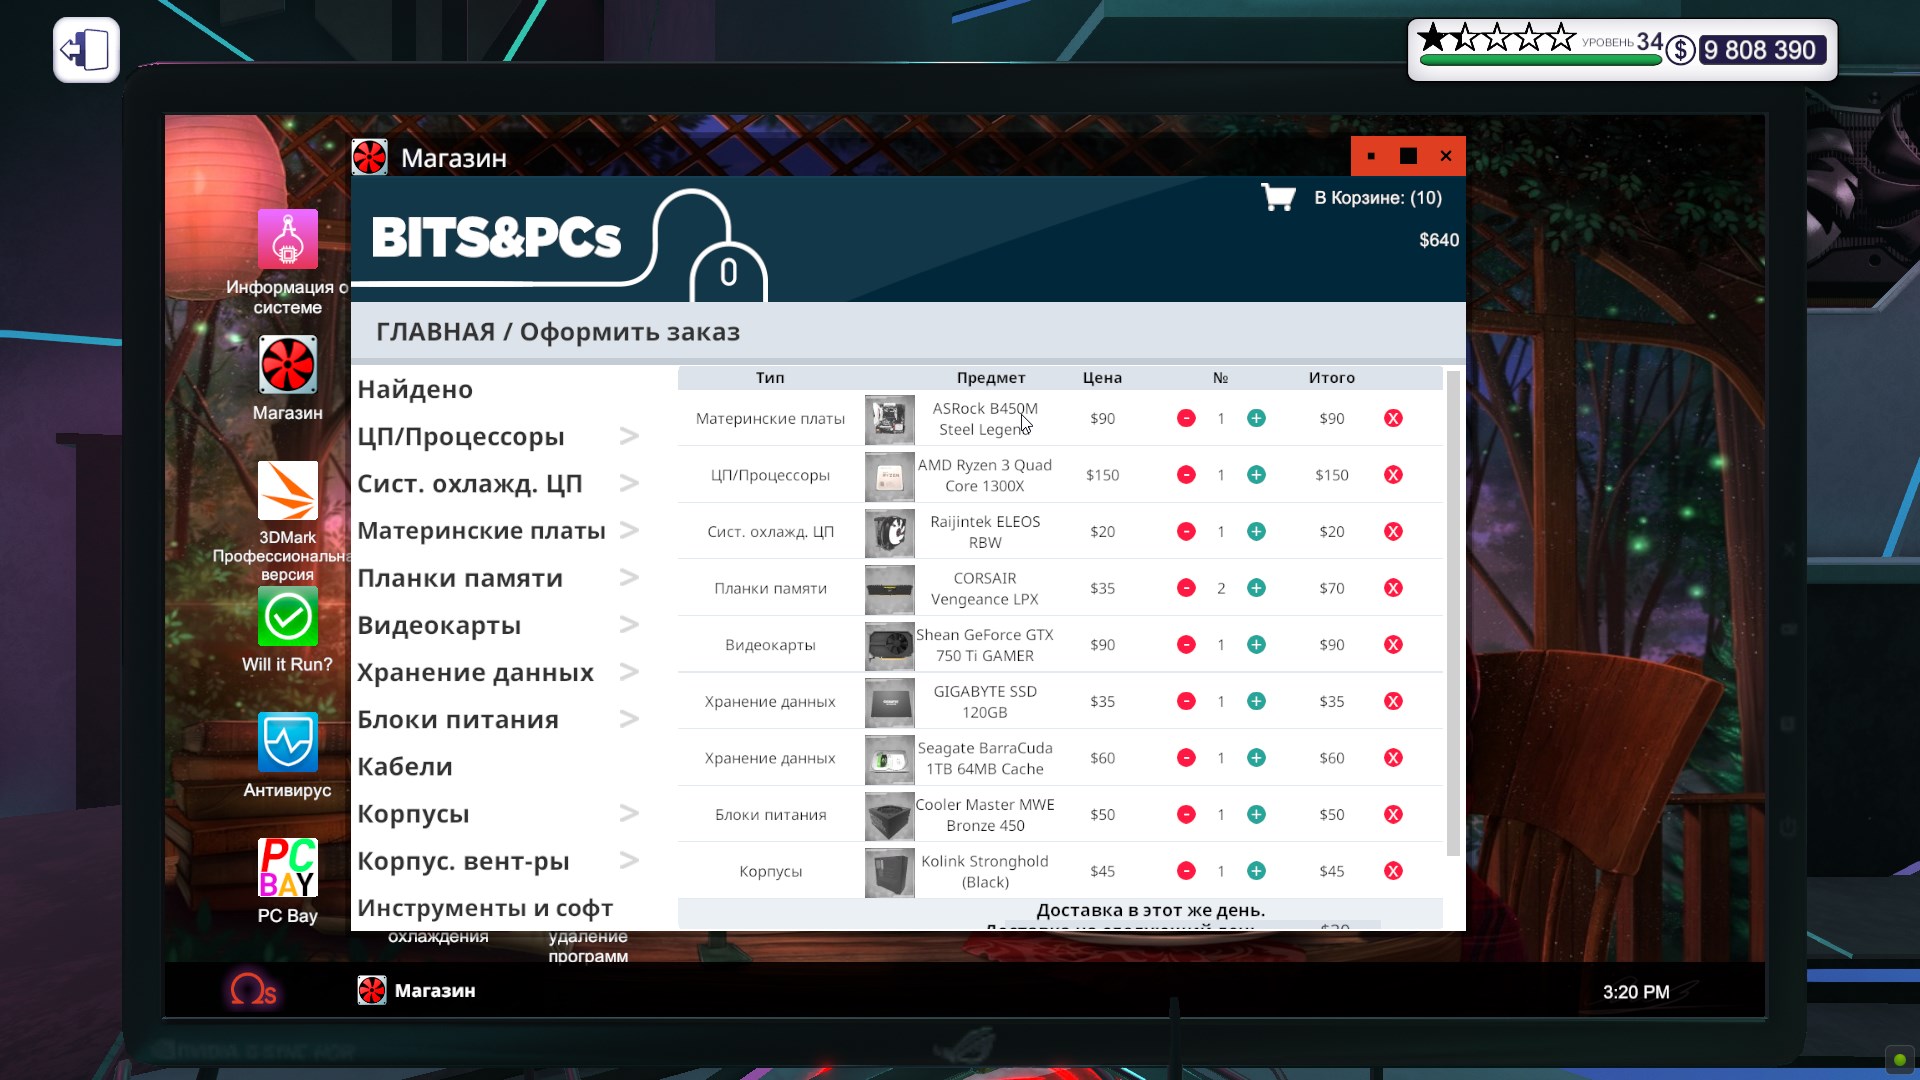 УРОВЕНЬ 34 $ 9 808 390
Магазин
BITS&PCs
В Корзине: (10)
$640
ГЛАВНАЯ / Оформить заказ
Информация о
системе
Магазин
3DMark
Профессиональна
версия
Will it Run?
Антивирус
PC
BAY
PC Bay
Найдено
ЦП/Процессоры >
Сист. охлажд. ЦП >
Материнские платы >
Планки памяти >
Видеокарты >
Хранение данных >
Блоки питания >
Кабели
Корпусы >
Корпус. вент-ры >
Инструменты и софт
Тип Предмет Цена № Итого
Материнские платы ASRock B450M
Steel Legend $90 - 1 + $90 X
ЦП/Процессоры AMD Ryzen 3 Quad
Core 1300X $150 - 1 + $150 X
Сист. охлажд. ЦП Raijintek ELEOS
RBW $20 - 1 + $20 X
Планки памяти CORSAIR
Vengeance LPX $35 - 2 + $70 X
Видеокарты Shean GeForce GTX
750 Ti GAMER $90 - 1 + $90 X
Хранение данных GIGABYTE SSD
120GB $35 - 1 + $35 X
Хранение данных Seagate BarraCuda
1TB 64MB Cache $60 - 1 + $60 X
Блоки питания Cooler Master MWE
Bronze 450 $50 - 1 + $50 X
Корпусы Kolink Stronghold
(Black) $45 - 1 + $45 X
Доставка в этот же день.
охлаждения
удаление
программ
Ωs
Магазин
3:20 PM